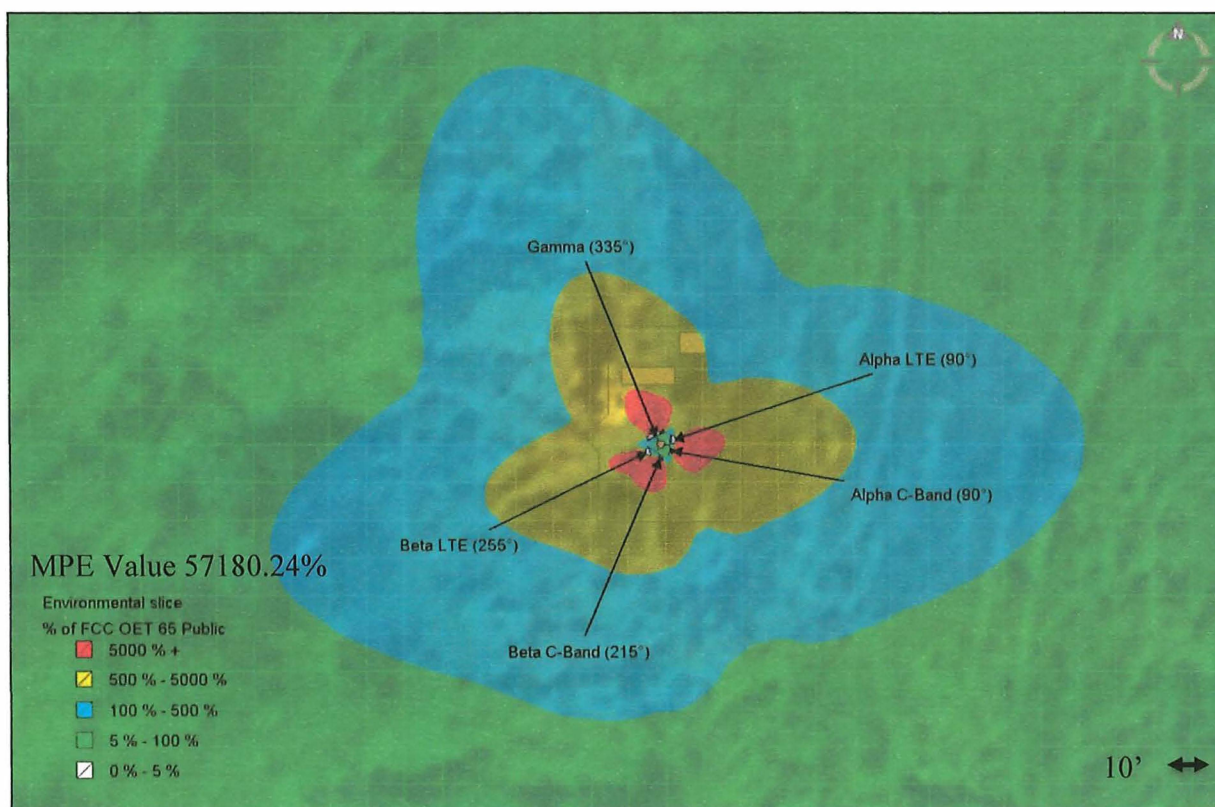 N
Gamma (335°)
Alpha LTE (90°)
Alpha C-Band (90°)
Beta LTE (255°)
Beta C-Band (215°)
MPE Value 57180.24%
Environmental slice
% of FCC OET 65 Public
5000 % +
500 % - 5000 %
100 % - 500 %
5 % - 100 %
0 % - 5 %
10'